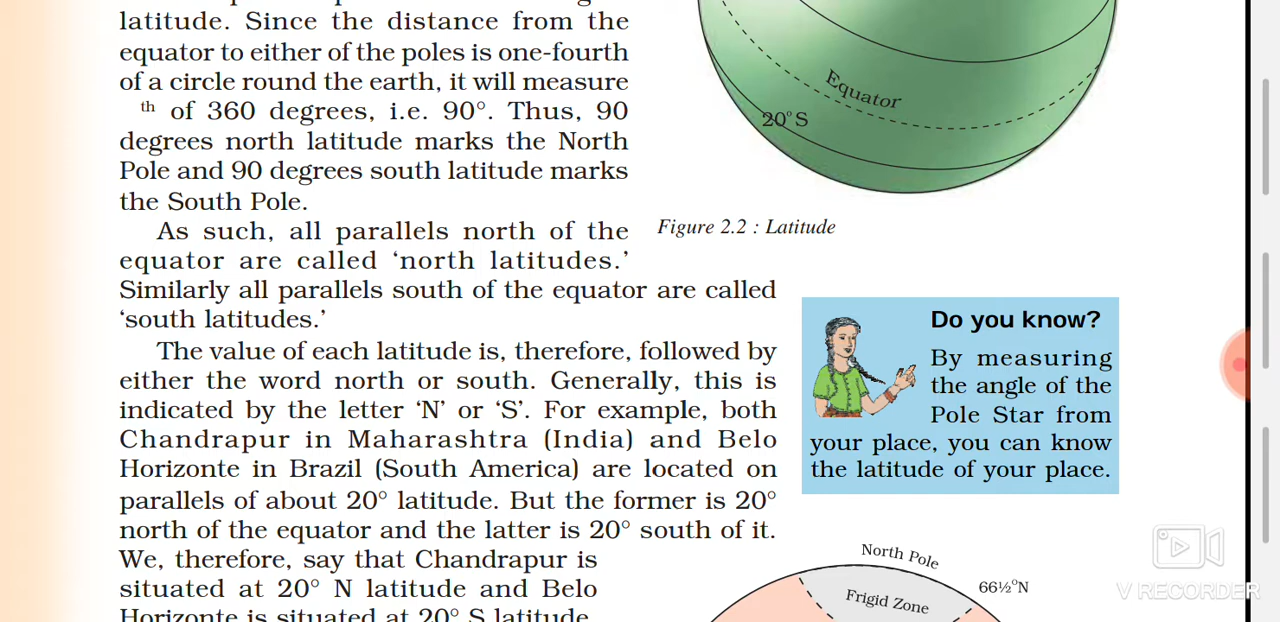 latitude. Since the distance from the
equator to either of the poles is one-fourth
of a circle round the earth, it will measure
th of 360 degrees, i.e. 90°. Thus, 90
degrees north latitude marks the North
Pole and 90 degrees south latitude marks
the South Pole.
As such, all parallels north of the
equator are called ‘north latitudes.’
Similarly all parallels south of the equator are called
‘south latitudes.’
The value of each latitude is, therefore, followed by
either the word north or south. Generally, this is
indicated by the letter ‘N’ or ‘S’. For example, both
Chandrapur in Maharashtra (India) and Belo
Horizonte in Brazil (South America) are located on
parallels of about 20° latitude. But the former is 20°
north of the equator and the latter is 20° south of it.
We, therefore, say that Chandrapur is
situated at 20° N latitude and Belo
Horizonte is situated at 20° S latitude
Equator
20°S
Figure 2.2 : Latitude
Do you know?
By measuring
the angle of the
Pole Star from
your place, you can know
the latitude of your place.
North Pole
66½°N
Frigid Zone
V RECORDER